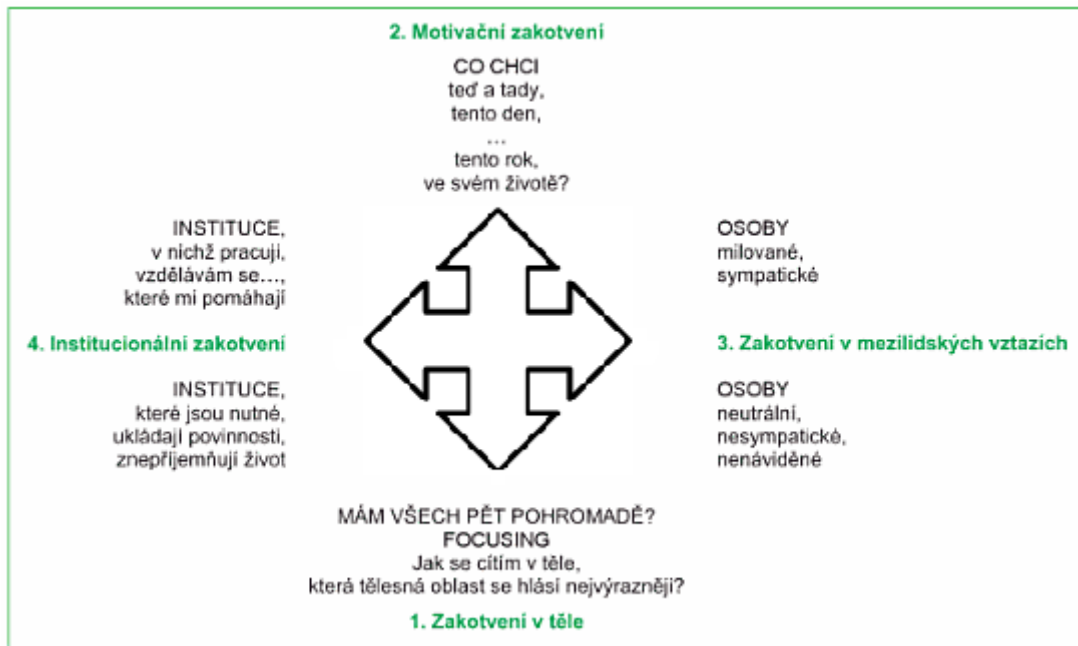 2. Motivační zakotvení
CO CHCI
teď a tady,
tento den,
...
tento rok,
ve svém životě?
INSTITUCE,
v nichž pracuji,
vzdělávám se...,
které mi pomáhají
OSOBY
milované,
sympatické
4. Institucionální zakotvení
3. Zakotvení v mezilidských vztazích
INSTITUCE,
které jsou nutné,
ukládají povinnosti,
znepříjemňují život
OSOBY
neutrální,
nesympatické,
nenáviděné
MÁM VŠECH PĚT POHROMADĚ?
FOCUSING
Jak se cítím v těle,
která tělesná oblast se hlásí nejvýrazněji?
1. Zakotvení v těle